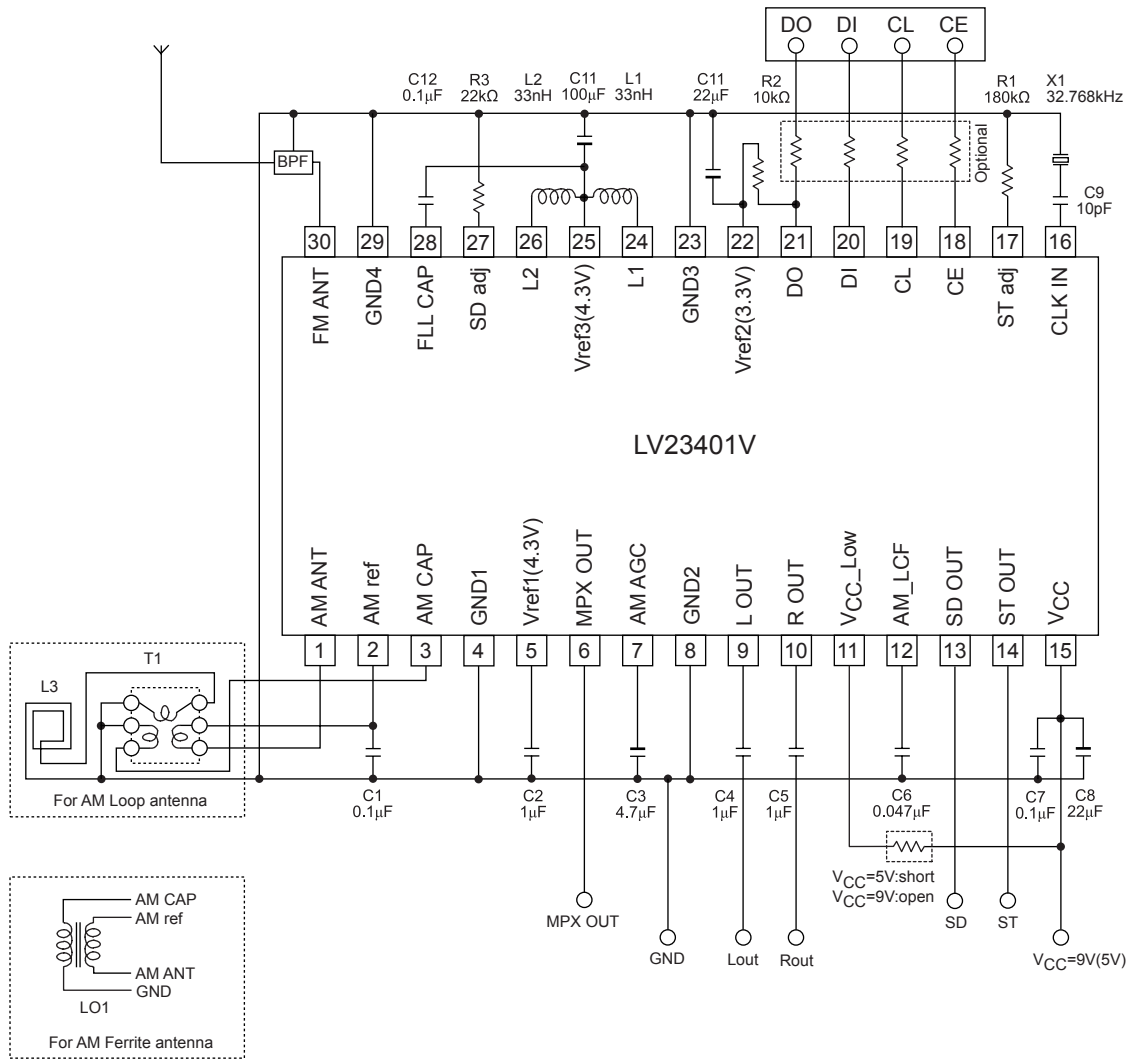 DO DI CL CE
C12 R3 L2 C11 L1 C11 R2 R1 X1
0.1μF 22kΩ 33nH 100μF 33nH 22μF 10kΩ 180kΩ 32.768kHz
BPF
Optional
C9
10pF
30 29 28 27 26 25 24 23 22 21 20 19 18 17 16
FM ANT
GND4
FLL CAP
SD adj
L2
Vref3(4.3V)
L1
GND3
Vref2(3.3V)
DO
DI
CL
CE
ST adj
CLK IN
LV23401V
AM ANT
AM ref
AM CAP
GND1
Vref1(4.3V)
MPX OUT
AM AGC
GND2
L OUT
R OUT
VCC_Low
AM_LCF
SD OUT
ST OUT
VCC
1 2 3 4 5 6 7 8 9 10 11 12 13 14 15
T1
L3
For AM Loop antenna
C1
0.1μF
C2
1μF
C3
4.7μF
C4
1μF
C5
1μF
C6
0.047μF
C7
0.1μF
C8
22μF
VCC=5V:short
VCC=9V:open
MPX OUT
GND
Lout
Rout
SD
ST
VCC=9V(5V)
AM CAP
AM ref
AM ANT
GND
LO1
For AM Ferrite antenna